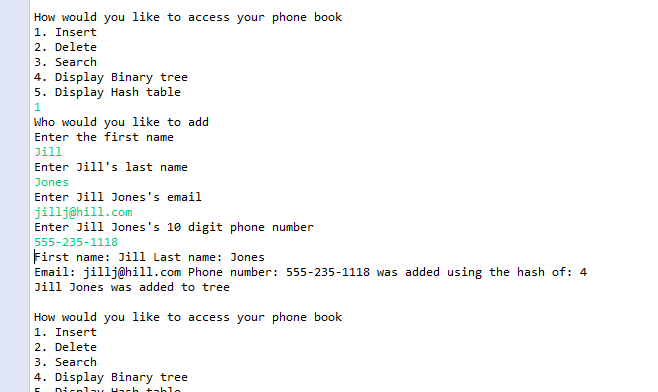 How would you like to access your phone book
1. Insert
2. Delete
3. Search
4. Display Binary tree
5. Display Hash table
1
Who would you like to add
Enter the first name
Jill
Enter Jill's last name
Jones
Enter Jill Jones's email
jillj@hill.com
Enter Jill Jones's 10 digit phone number
555-235-1118
First name: Jill Last name: Jones
Email: jillj@hill.com Phone number: 555-235-1118 was added using the hash of: 4
Jill Jones was added to tree
How would you like to access your phone book
1. Insert
2. Delete
3. Search
4. Display Binary tree
5. Display Hash table